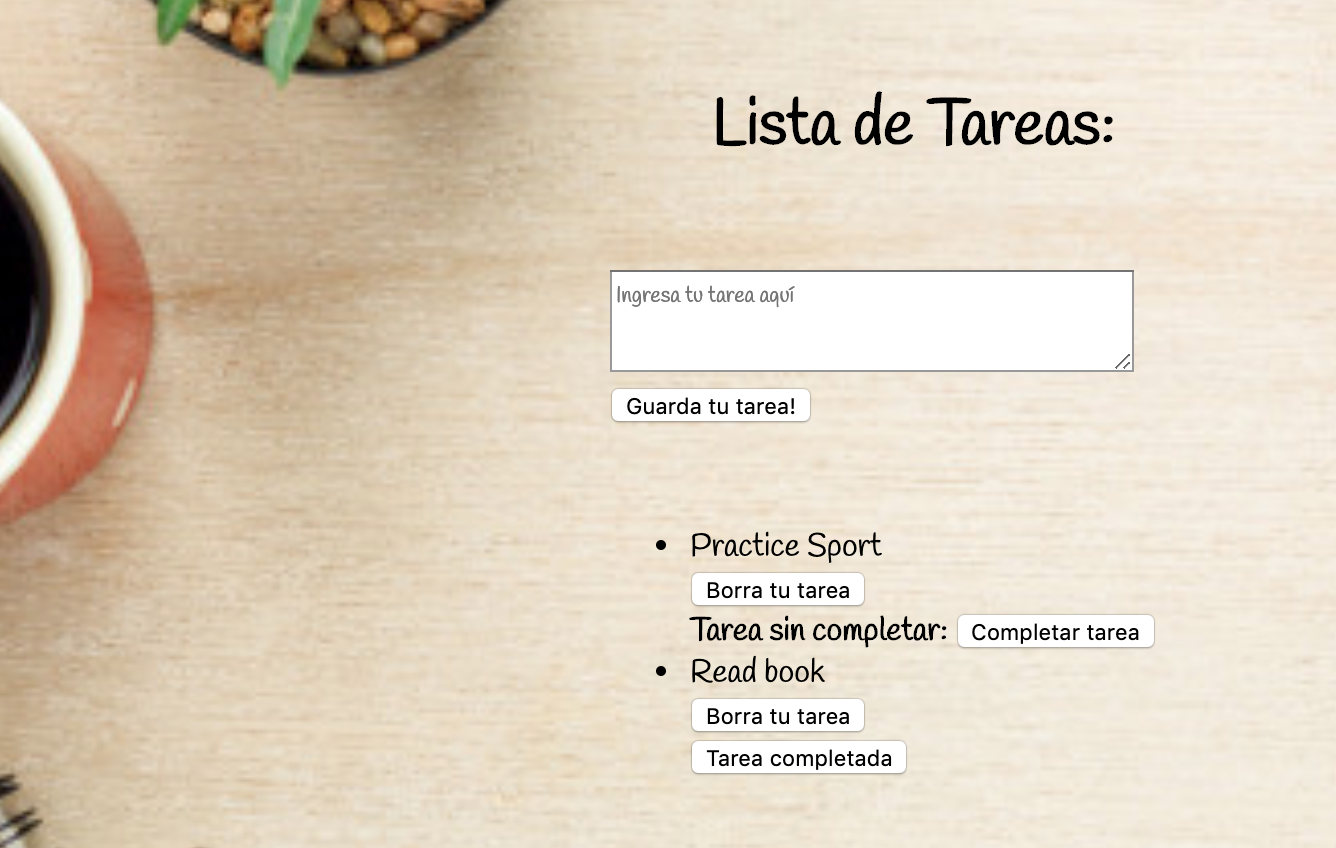 Lista de Tareas:
Ingresa tu tarea aquí
Guarda tu tarea!
Practice Sport
Borra tu tarea
Tarea sin completar: Completar tarea
Read book
Borra tu tarea
Tarea completada